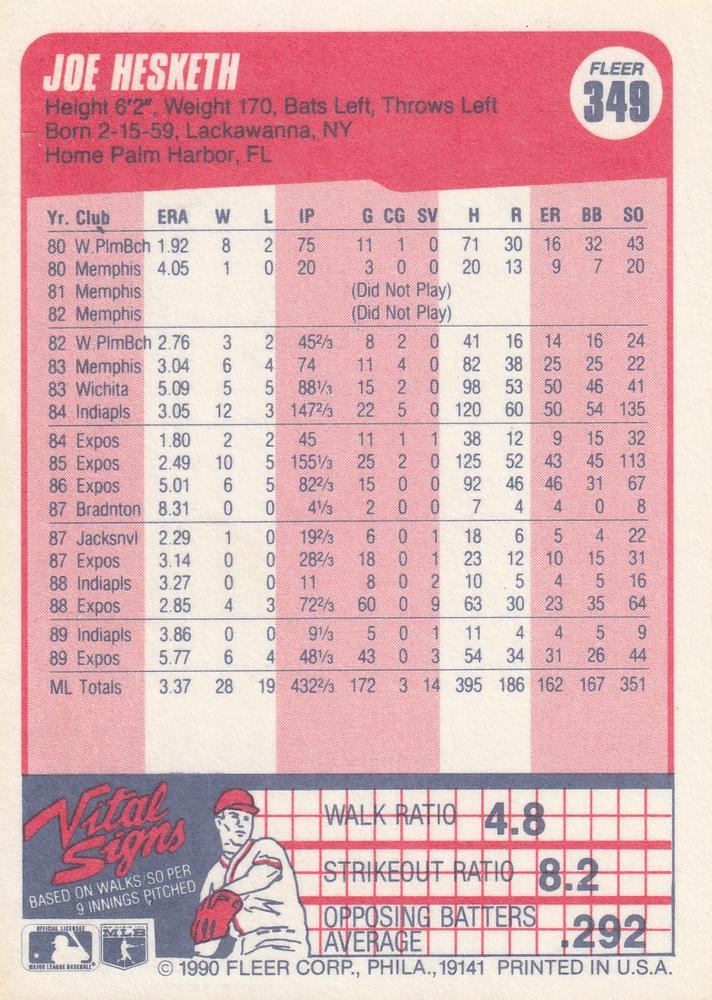 JOE HESKETH
Height 6'2", Weight 170, Bats Left, Throws Left
Born 2-15-59, Lackawanna, NY
Home Palm Harbor, FL
FLEER
349
Yr. Club ERA W L IP G CG SV H R ER BB SO
80 W.PlmBch 1.92 8 2 75 11 1 0 71 30 16 32 43
80 Memphis 4.05 1 0 20 3 0 0 20 13 9 7 20
81 Memphis (Did Not Play)
82 Memphis (Did Not Play)
82 W.PlmBch 2.76 3 2 45⅔ 8 2 0 41 16 14 16 24
83 Memphis 3.04 6 4 74 11 4 0 82 38 25 25 22
83 Wichita 5.09 5 5 88⅓ 15 2 0 98 53 50 46 41
84 Indiapls 3.05 12 3 147⅔ 22 5 0 120 60 50 54 135
84 Expos 1.80 2 2 45 11 1 1 38 12 9 15 32
85 Expos 2.49 10 5 155⅓ 25 2 0 125 52 43 45 113
86 Expos 5.01 6 5 82⅔ 15 0 0 92 46 46 31 67
87 Bradnton 8.31 0 0 4⅓ 2 0 0 7 4 4 0 8
87 Jacksnvl 2.29 1 0 19⅔ 6 0 1 18 6 5 4 22
87 Expos 3.14 0 0 28⅔ 18 0 1 23 12 10 15 31
88 Indiapls 3.27 0 0 11 8 0 2 10 5 4 5 16
88 Expos 2.85 4 3 72⅔ 60 0 9 63 30 23 35 64
89 Indiapls 3.86 0 0 9⅓ 5 0 1 11 4 4 5 9
89 Expos 5.77 6 4 48⅓ 43 0 3 54 34 31 26 44
ML Totals 3.37 28 19 432⅔ 172 3 14 395 186 162 167 351
Vital
Signs
BASED ON WALKS/SO PER
9 INNINGS PITCHED
WALK RATIO 4.8
STRIKEOUT RATIO 8.2
OPPOSING BATTERS
AVERAGE .292
OFFICIAL LICENSEE
MAJOR LEAGUE BASEBALL
MLB
© 1990 FLEER CORP., PHILA., 19141 PRINTED IN U.S.A.